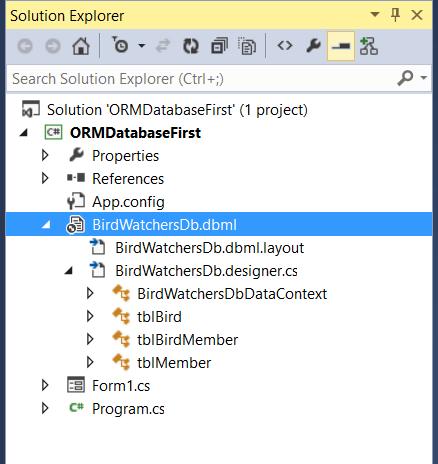 Solution Explorer
Search Solution Explorer (Ctrl+;)
Solution 'ORMDatabaseFirst' (1 project)
C# ORMDatabaseFirst
Properties
References
App.config
BirdWatchersDb.dbml
BirdWatchersDb.dbml.layout
BirdWatchersDb.designer.cs
BirdWatchersDbDataContext
tblBird
tblBirdMember
tblMember
Form1.cs
C# Program.cs